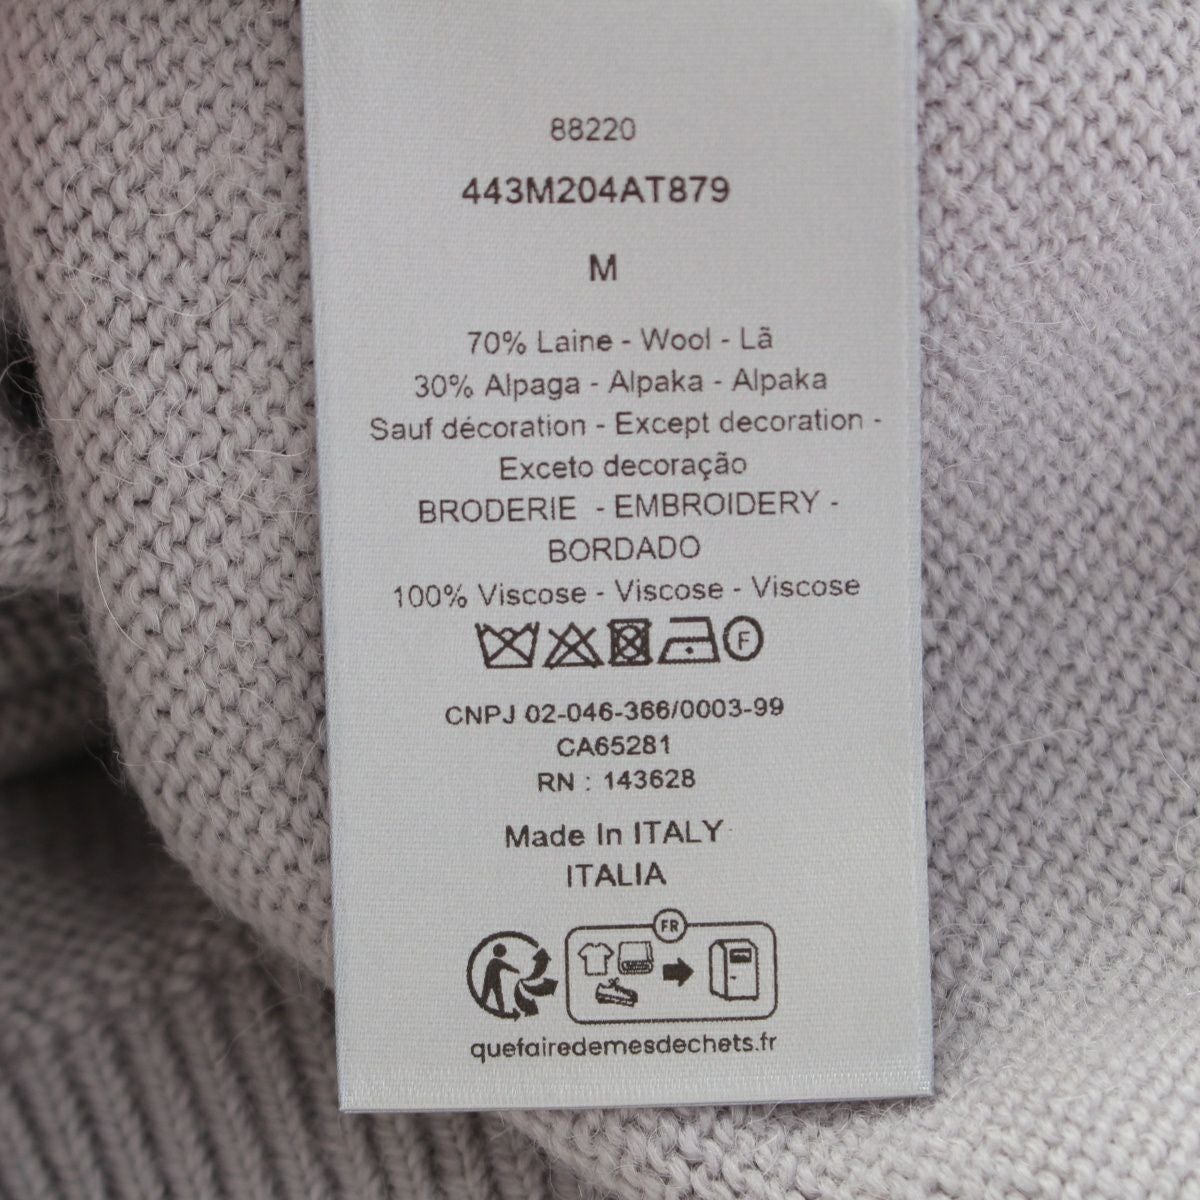 88220
443M204AT879
M
70% Laine - Wool - Lã
30% Alpaga - Alpaka - Alpaka
Sauf décoration - Except decoration -
Exceto decoração
BRODERIE - EMBROIDERY -
BORDADO
100% Viscose - Viscose - Viscose
F
CNPJ 02-046-366/0003-99
CA65281
RN : 143628
Made In ITALY
ITALIA
FR
quefairedemesdechets.fr